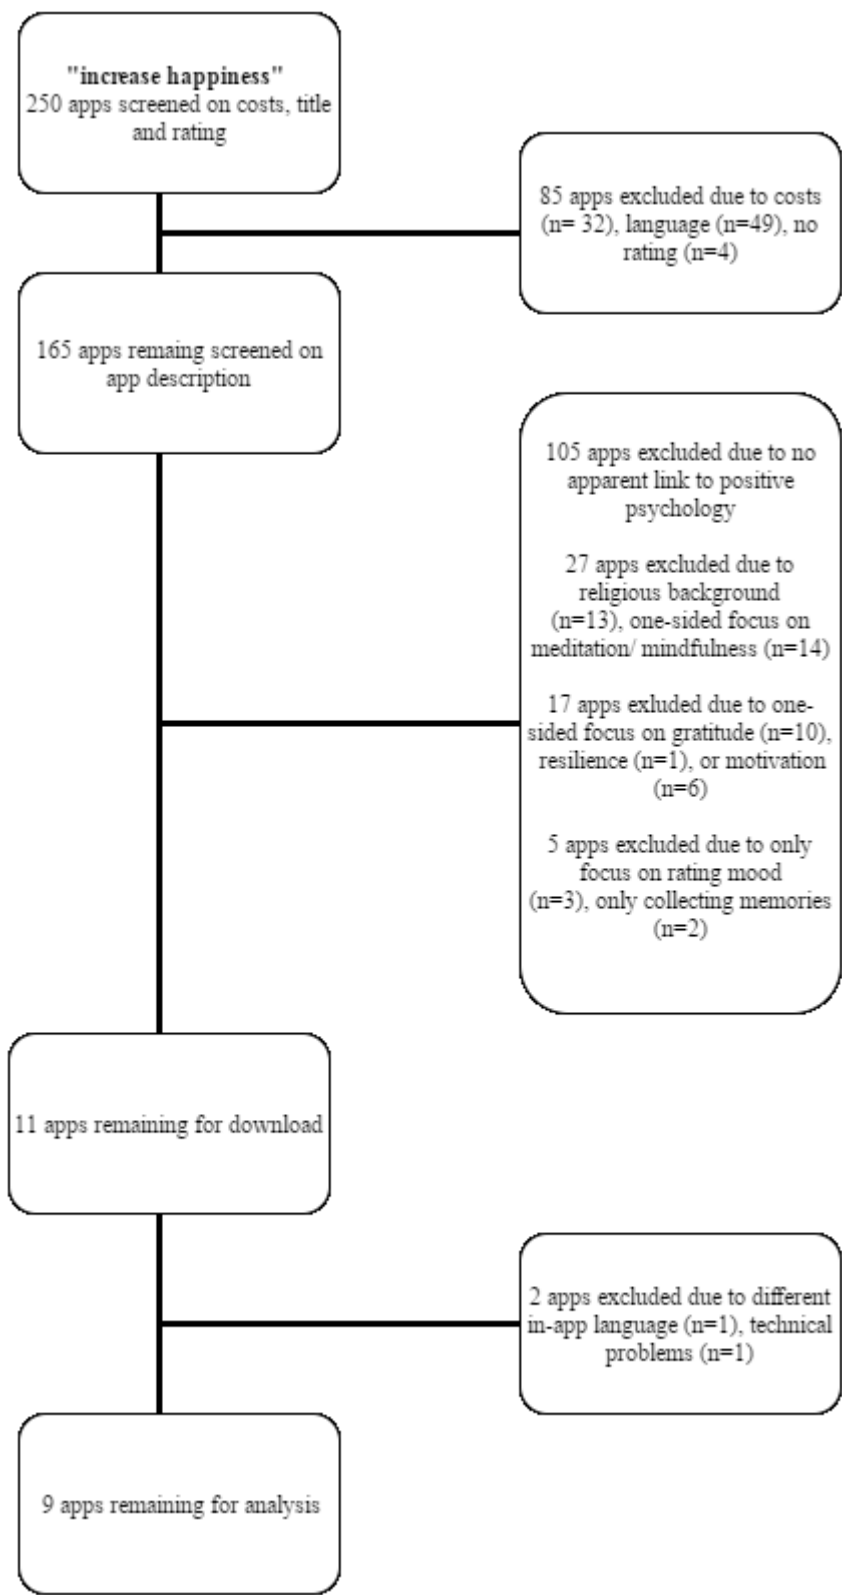 "increase happiness"
250 apps screened on costs, title
and rating
85 apps excluded due to costs
(n= 32), language (n=49), no
rating (n=4)
165 apps remaing screened on
app description
105 apps excluded due to no
apparent link to positive
psychology
27 apps excluded due to
religious background
(n=13), one-sided focus on
meditation/ mindfulness (n=14)
17 apps exluded due to one-
sided focus on gratitude (n=10),
resilience (n=1), or motivation
(n=6)
5 apps excluded due to only
focus on rating mood
(n=3), only collecting memories
(n=2)
11 apps remaining for download
2 apps excluded due to different
in-app language (n=1), technical
problems (n=1)
9 apps remaining for analysis